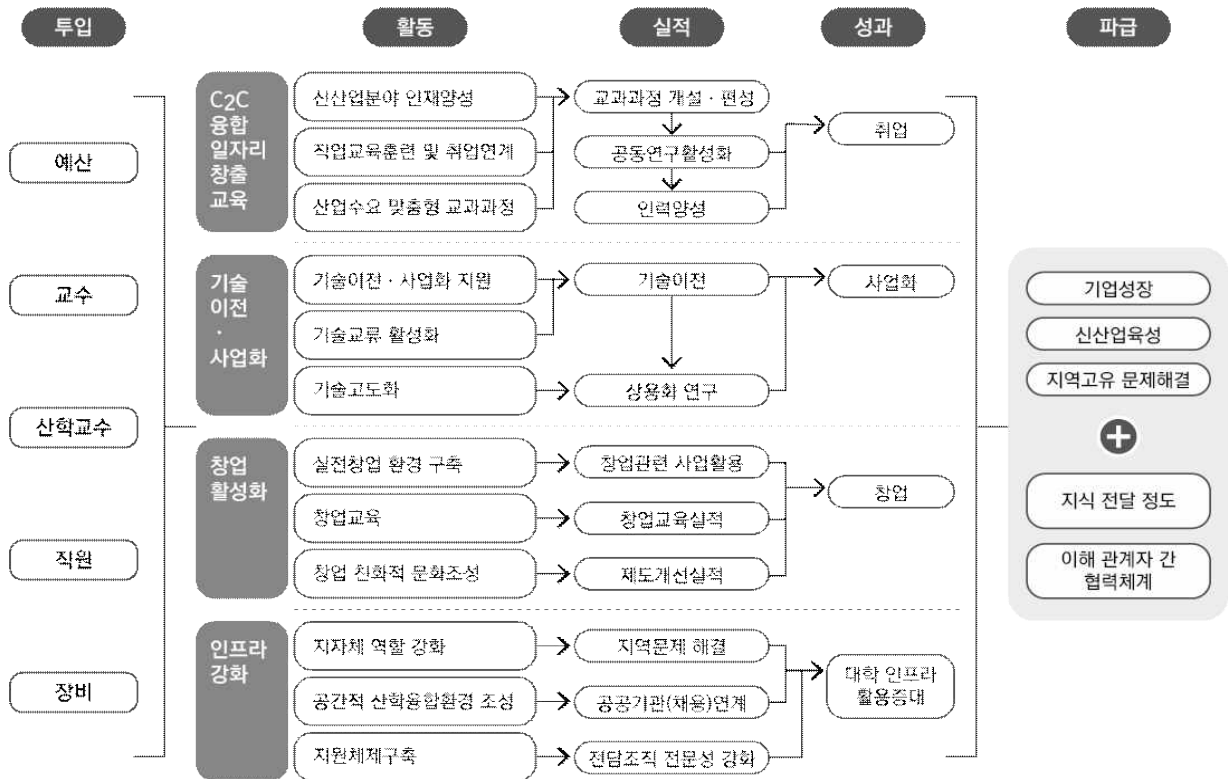 투입
활동
실적
성과
파급
예산
교수
산학교수
직원
장비
C2C
융합
일자리
창출
교육
신산업분야 인재양성
직업교육훈련 및 취업연계
산업수요 맞춤형 교과과정
교과과정 개설 · 편성
공동연구활성화
인력양성
취업
기술
이전
·
사업화
기술이전 · 사업화 지원
기술교류 활성화
기술고도화
기술이전
상용화 연구
사업화
창업
활성화
실전창업 환경 구축
창업교육
창업 친화적 문화조성
창업관련 사업활용
창업교육실적
제도개선실적
창업
인프라
강화
지자체 역할 강화
공간적 산학융합환경 조성
지원체제구축
지역문제 해결
공공기관(채용)연계
전담조직 전문성 강화
대학 인프라
활용증대
기업성장
신산업육성
지역고유 문제해결
지식 전달 정도
이해 관계자 간
협력체계